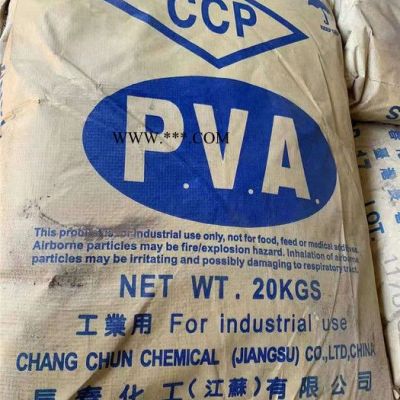 CCP
WWW.***.COM
P.V.A.
This product is for industrial use only, not for food, feed or medical
Airborne particles may be fire/explosion hazard. Inhalation of airborne
particles may be irritating and possibly damaging to respiratory tract.
NET WT. 20KGS
工業用 For industrial use
CHANG CHUN CHEMICAL (JIANGSU) CO.,LTD,CHINA
長春化工(江蘇)有限公司
LOT